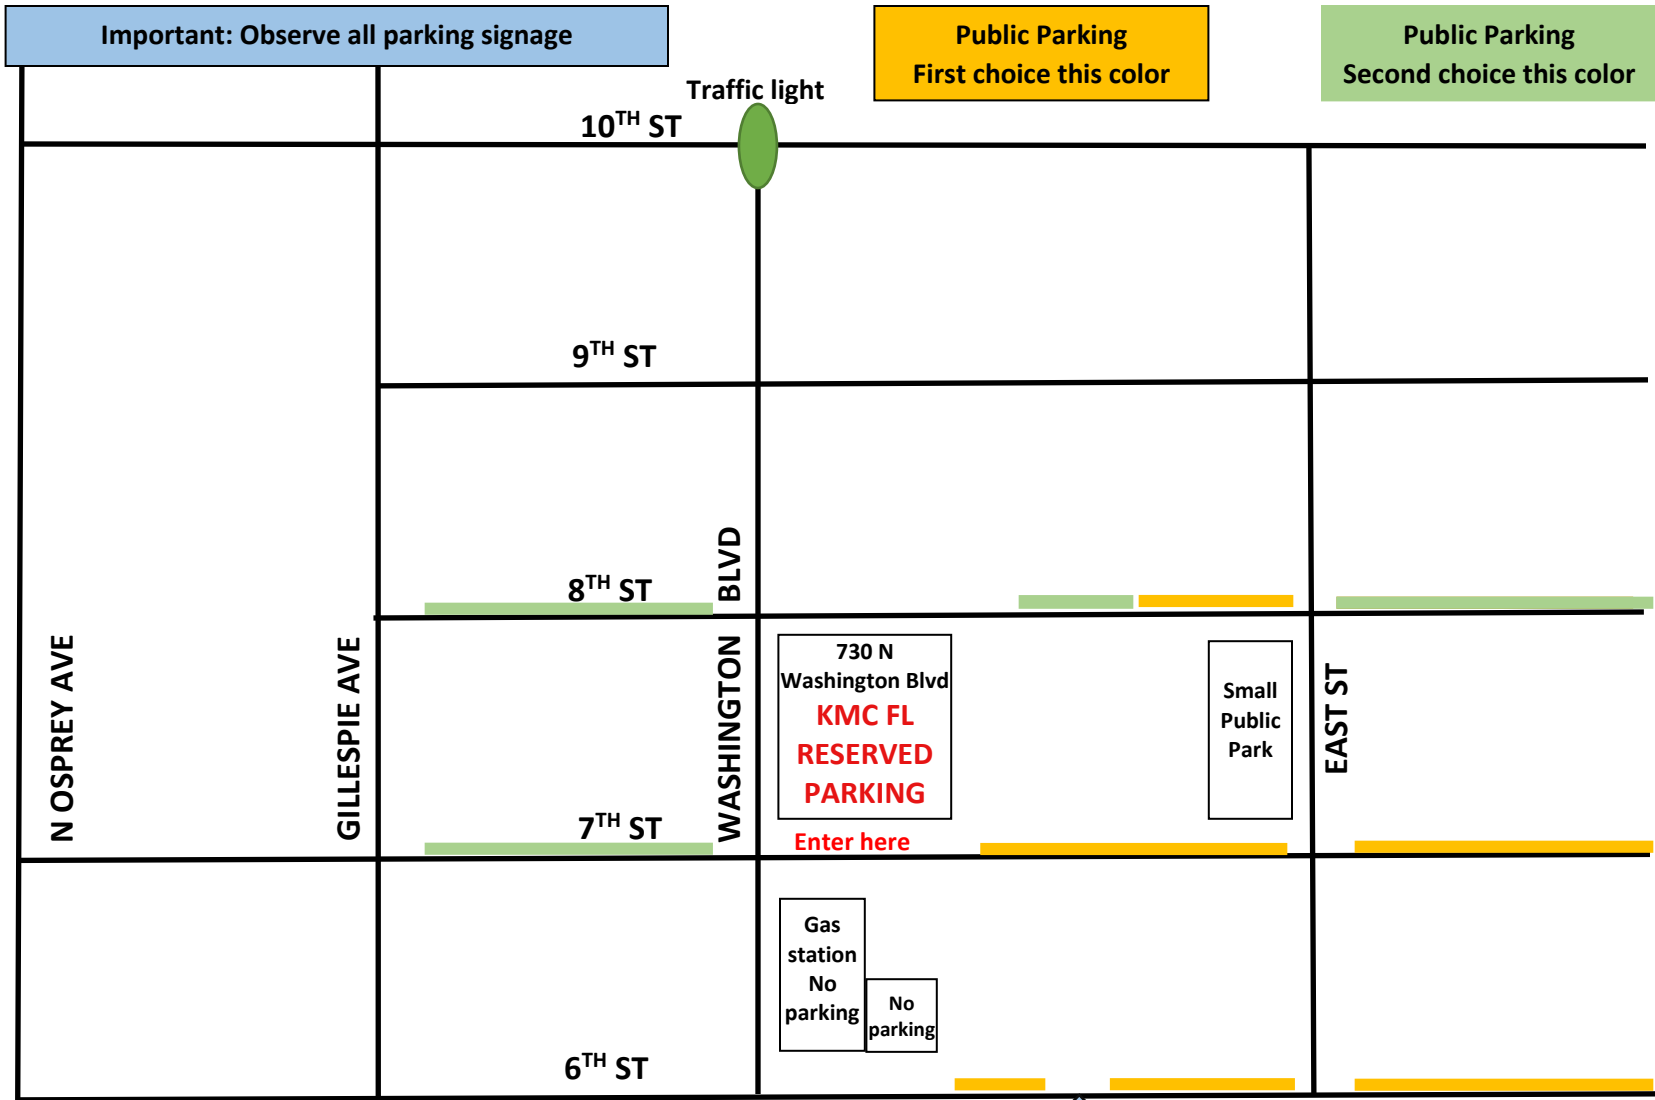 Important: Observe all parking signage
Public Parking
First choice this color
Public Parking
Second choice this color
Traffic light
10TH ST
9TH ST
8TH ST
BLVD
WASHINGTON
N OSPREY AVE
GILLESPIE AVE
730 N
Washington Blvd
KMC FL
RESERVED
PARKING
Small
Public
Park
EAST ST
7TH ST
Enter here
Gas
station
No
parking
No
parking
6TH ST